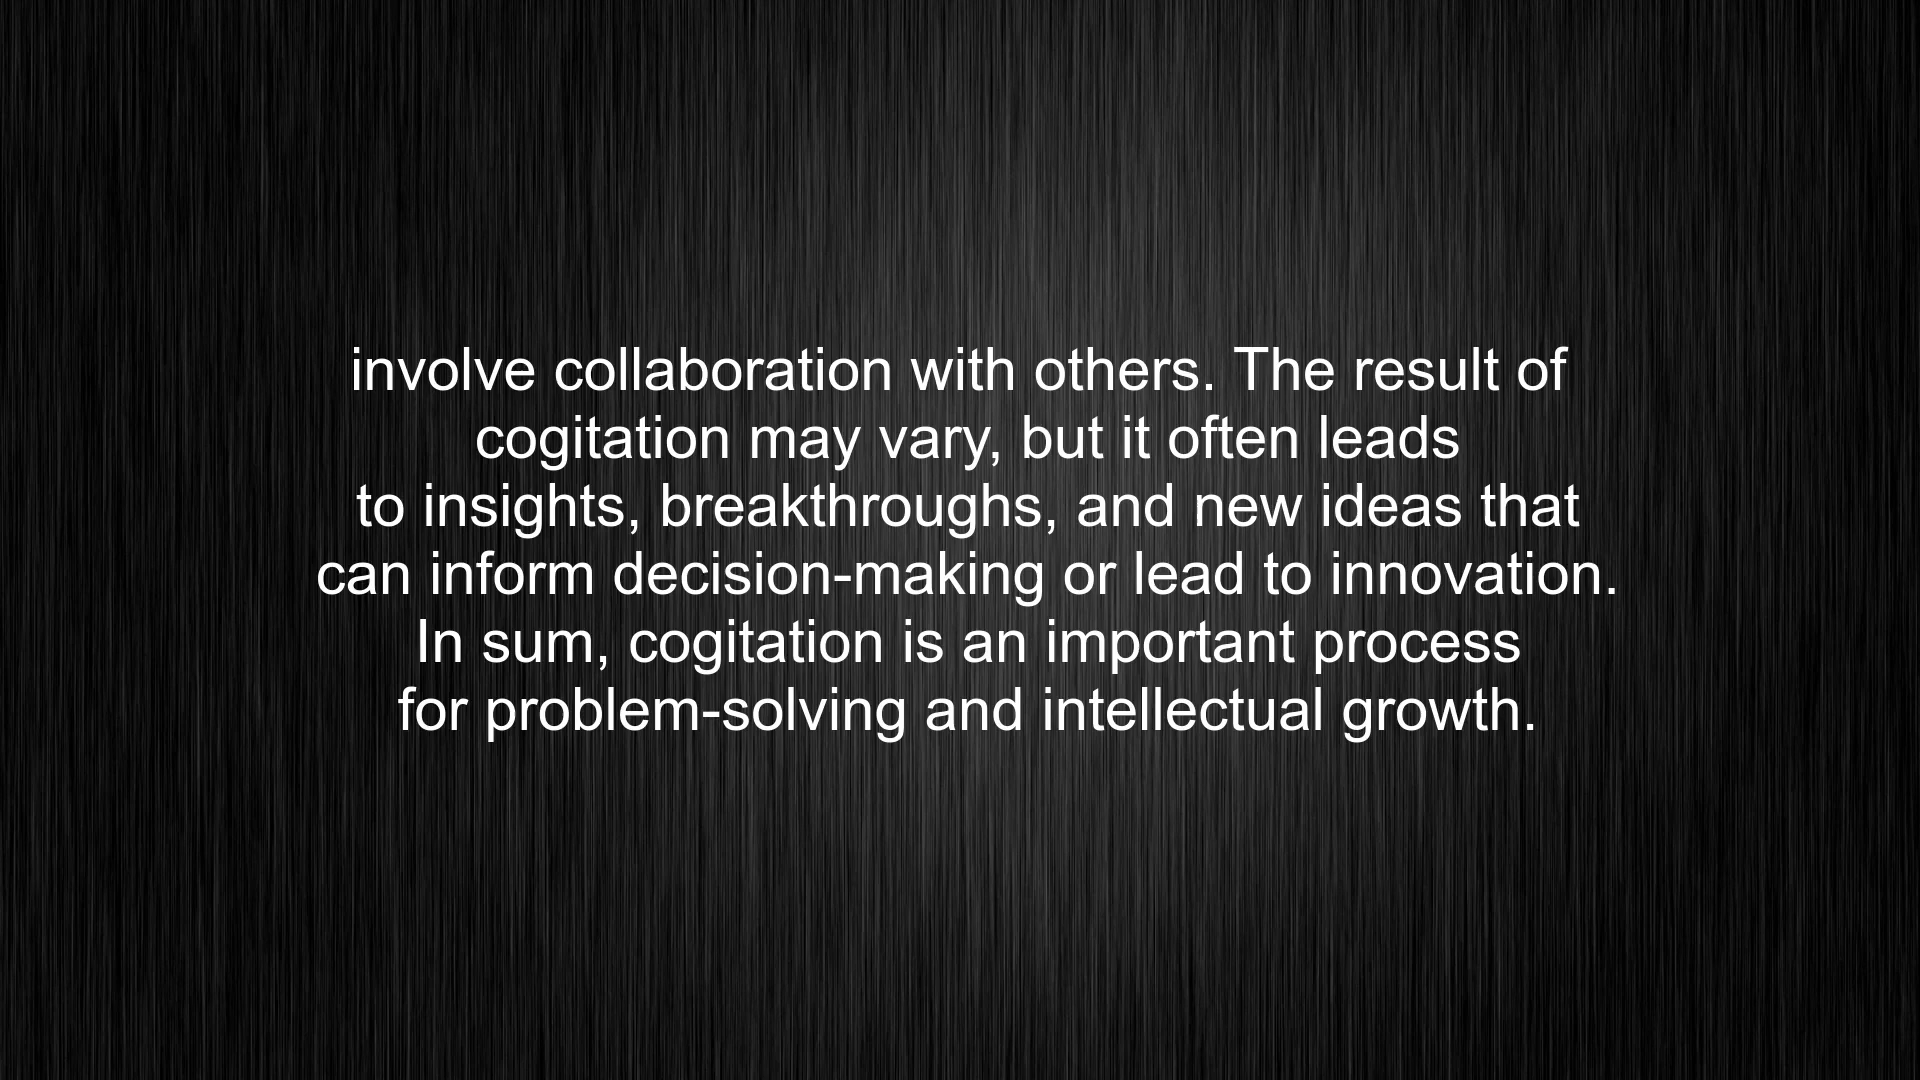 involve collaboration with others. The result of
cogitation may vary, but it often leads
to insights, breakthroughs, and new ideas that
can inform decision-making or lead to innovation.
In sum, cogitation is an important process
for problem-solving and intellectual growth.